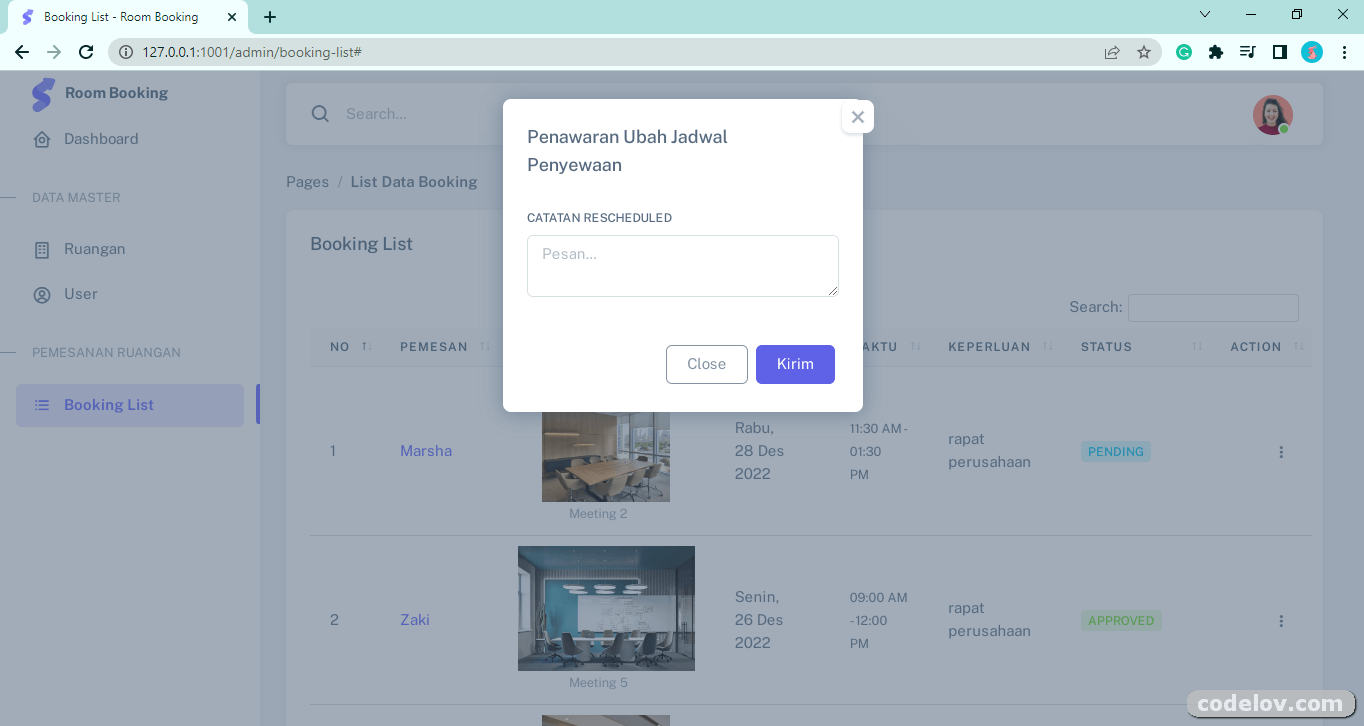 Booking List - Room Booking
127.0.0.1:1001/admin/booking-list#
Room Booking
Dashboard
DATA MASTER
Ruangan
User
PEMESANAN RUANGAN
Booking List
Search...
Pages / List Data Booking
Booking List
Search:
Penawaran Ubah Jadwal
Penyewaan
CATATAN RESCHEDULED
Pesan...
Close Kirim
NO PEMESAN KEPERLUAN STATUS ACTION
1 Marsha
Meeting 2
Rabu,
28 Des
2022
11:30 AM -
01:30
PM
rapat
perusahaan
PENDING
2 Zaki
Meeting 5
Senin,
26 Des
2022
09:00 AM
- 12:00
PM
rapat
perusahaan
APPROVED
codelov.com